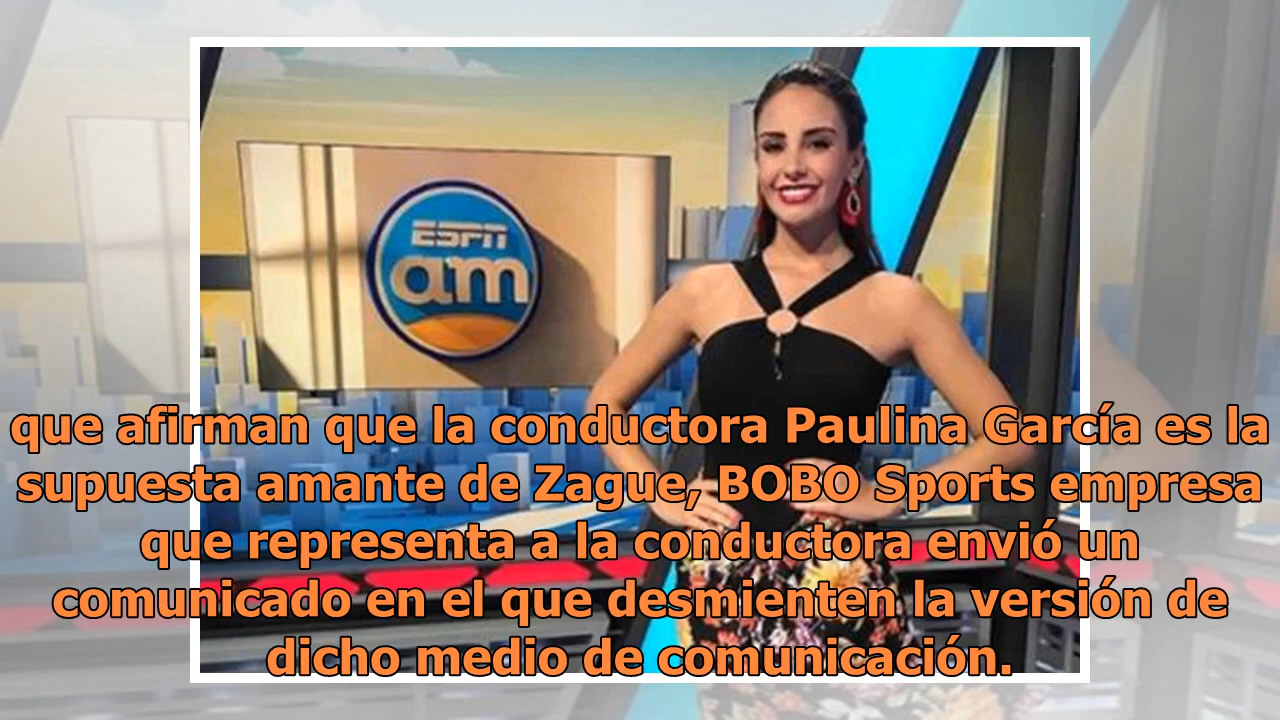 ESPN
am
que afirman que la conductora Paulina García es la
supuesta amante de Zague, BOBO Sports empresa
que representa a la conductora envió un
comunicado en el que desmienten la versión de
dicho medio de comunicación.